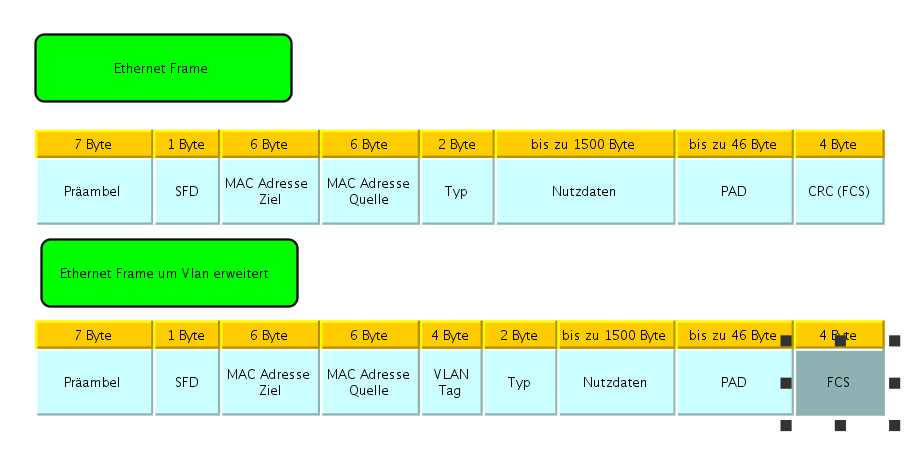 Ethernet Frame
7 Byte 1 Byte 6 Byte 6 Byte 2 Byte bis zu 1500 Byte bis zu 46 Byte 4 Byte
Präambel SFD MAC Adresse Ziel MAC Adresse Quelle Typ Nutzdaten PAD CRC (FCS)
Ethernet Frame um Vlan erweitert
7 Byte 1 Byte 6 Byte 6 Byte 4 Byte 2 Byte bis zu 1500 Byte bis zu 46 Byte 4 Byte
Präambel SFD MAC Adresse Ziel MAC Adresse Quelle VLAN Tag Typ Nutzdaten PAD FCS